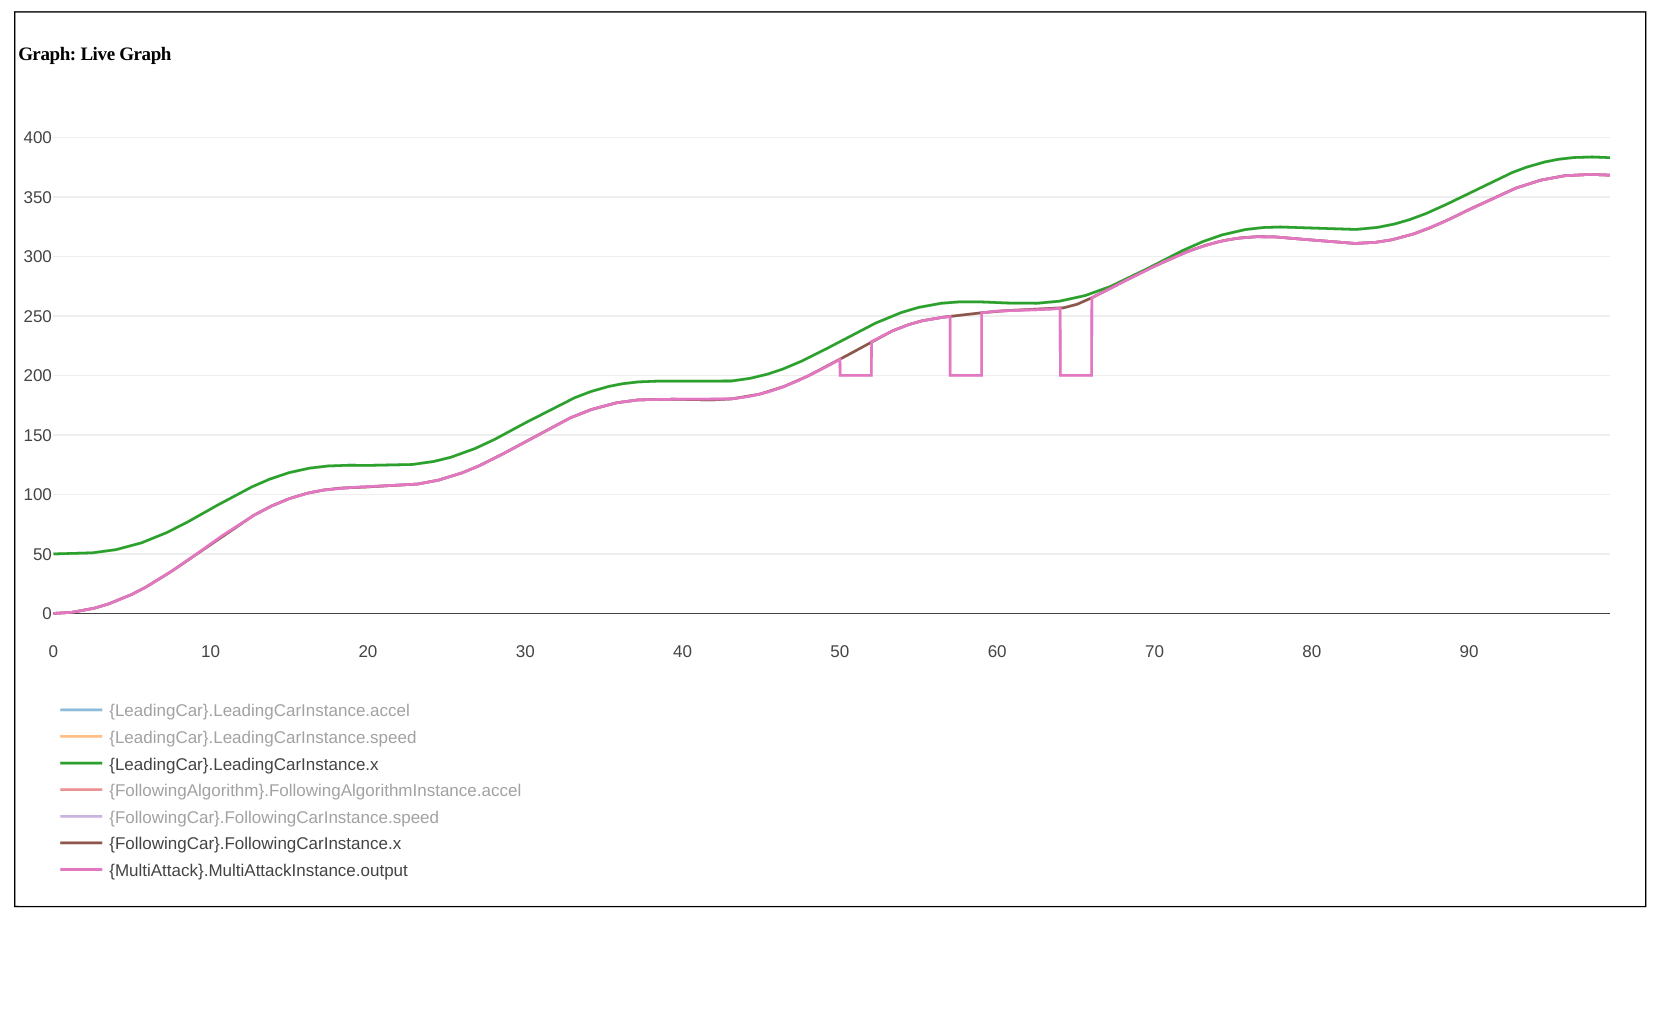 Graph: Live Graph
400
350
300
250
200
150
100
50
0
0 10 20 30 40 50 60 70 80 90
{LeadingCar}.LeadingCarInstance.accel
{LeadingCar}.LeadingCarInstance.speed
{LeadingCar}.LeadingCarInstance.x
{FollowingAlgorithm}.FollowingAlgorithmInstance.accel
{FollowingCar}.FollowingCarInstance.speed
{FollowingCar}.FollowingCarInstance.x
{MultiAttack}.MultiAttackInstance.output